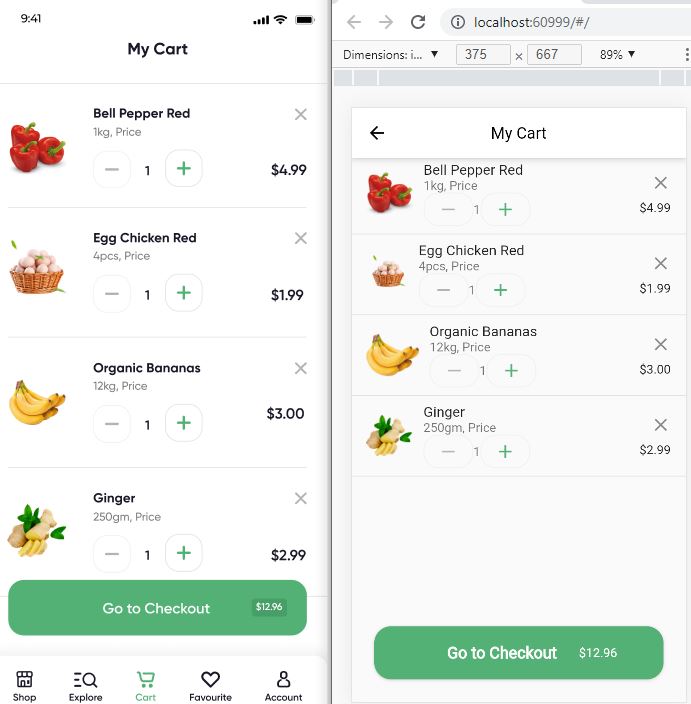 9:41
My Cart
Bell Pepper Red
1kg, Price
1
$4.99
Egg Chicken Red
4pcs, Price
1
$1.99
Organic Bananas
12kg, Price
1
$3.00
Ginger
250gm, Price
1
$2.99
Go to Checkout $12.96
Shop Explore Cart Favourite Account
localhost:60999/#/
Dimensions: i... ▼ 375 × 667 89% ▼
My Cart
Bell Pepper Red
1kg, Price
1
$4.99
Egg Chicken Red
4pcs, Price
1
$1.99
Organic Bananas
12kg, Price
1
$3.00
Ginger
250gm, Price
1
$2.99
Go to Checkout $12.96